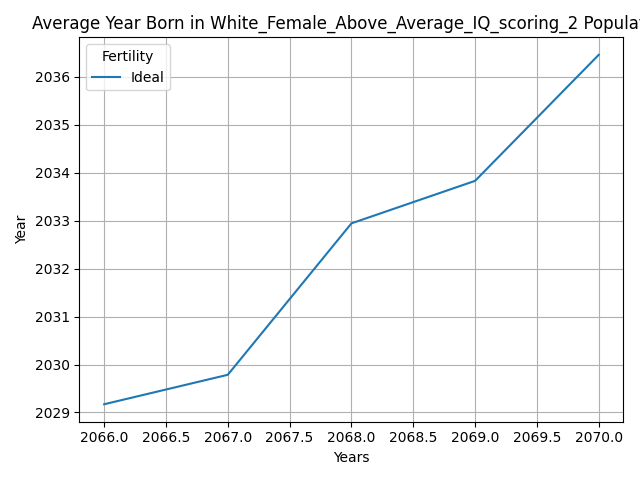 Average Year Born in White_Female_Above_Average_IQ_scoring_2 Popula
Fertility
Ideal
2036
2035
2034
2033
2032
2031
2030
2029
Year
2066.0 2066.5 2067.0 2067.5 2068.0 2068.5 2069.0 2069.5 2070.0
Years